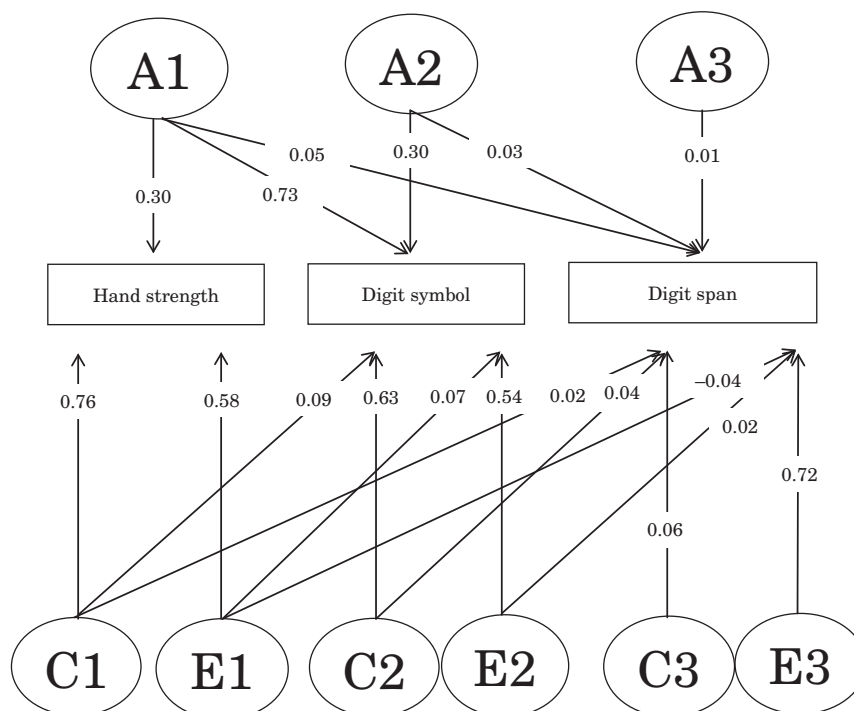 A1 A2 A3
0.30 0.73 0.05 0.30 0.03 0.01
Hand strength Digit symbol Digit span
0.76 0.58 0.09 0.63 0.07 0.54 0.02 0.04 –0.04 0.02
0.72
0.06
C1 E1 C2 E2 C3 E3